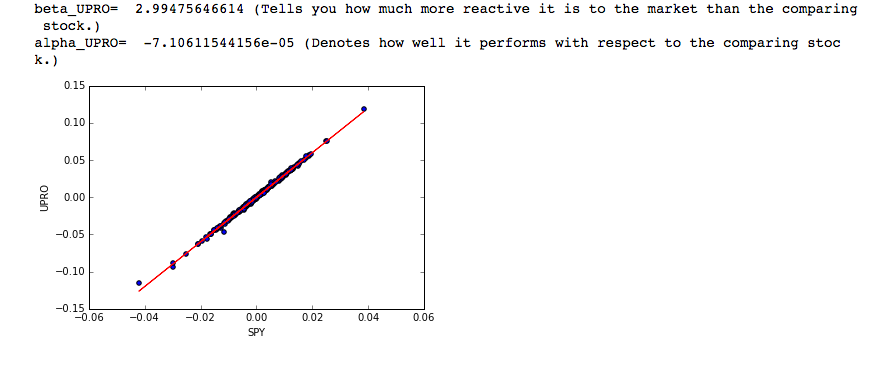 beta_UPRO=  2.99475646614 (Tells you how much more reactive it is to the market than the comparing
 stock.)
alpha_UPRO=  -7.10611544156e-05 (Denotes how well it performs with respect to the comparing stoc
k.)
0.15
0.10
0.05
0.00
−0.05
−0.10
−0.15
UPRO
−0.06 −0.04 −0.02 0.00 0.02 0.04 0.06
SPY